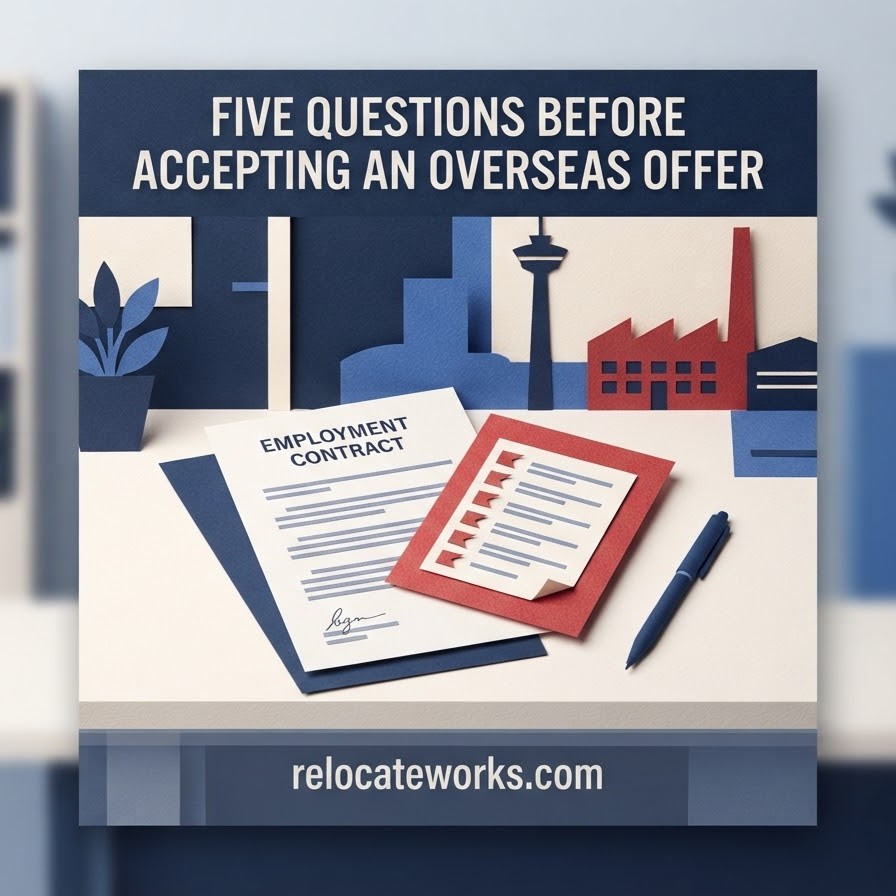 FIVE QUESTIONS BEFORE
ACCEPTING AN OVERSEAS OFFER
EMPLOYMENT
CONTRACT
relocateworks.com